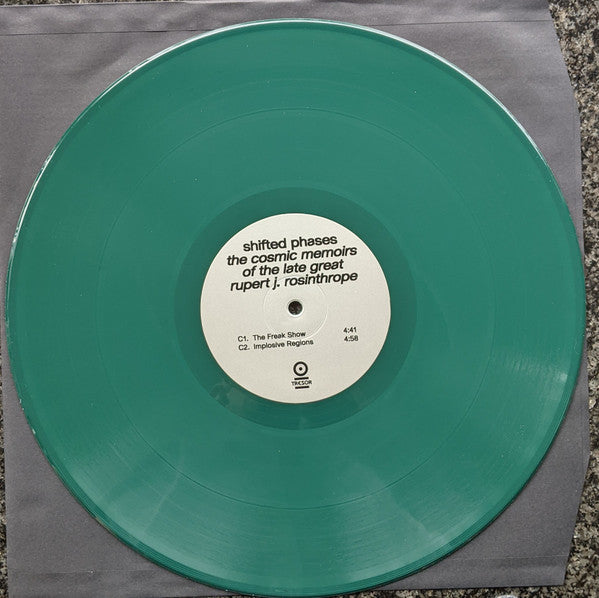 shifted phases
the cosmic memoirs
of the late great
rupert j. rosinthrope
C1. The Freak Show 4:41
C2. Implosive Regions 4:58
TRESOR